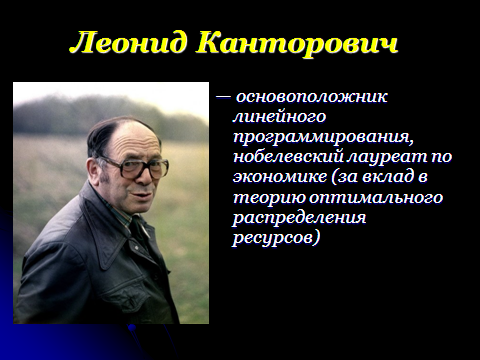 Леонид Канторович
— основоположник
линейного
программирования,
нобелевский лауреат по
экономике (за вклад в
теорию оптимального
распределения
ресурсов)